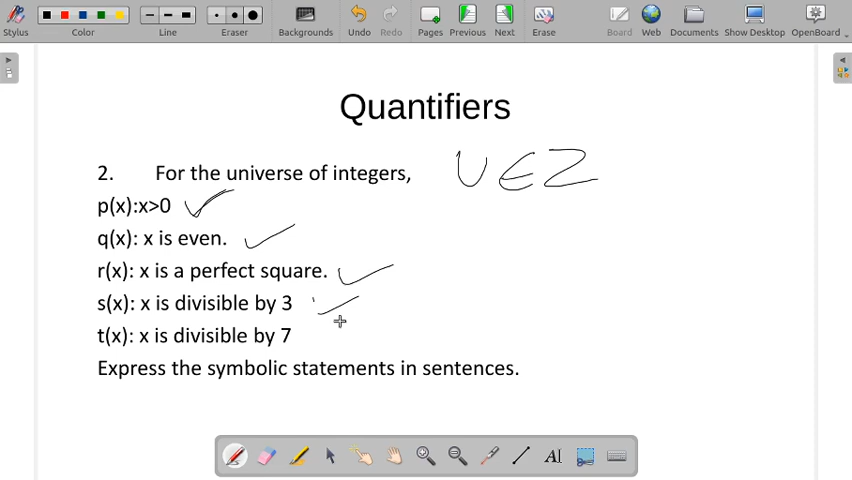 Stylus Color Line Eraser Backgrounds Undo Redo Pages Previous Next Erase Board Web Documents Show Desktop OpenBoard
Quantifiers
2. For the universe of integers, U∈Z
p(x):x>0
q(x): x is even.
r(x): x is a perfect square.
s(x): x is divisible by 3
t(x): x is divisible by 7
Express the symbolic statements in sentences.
AI